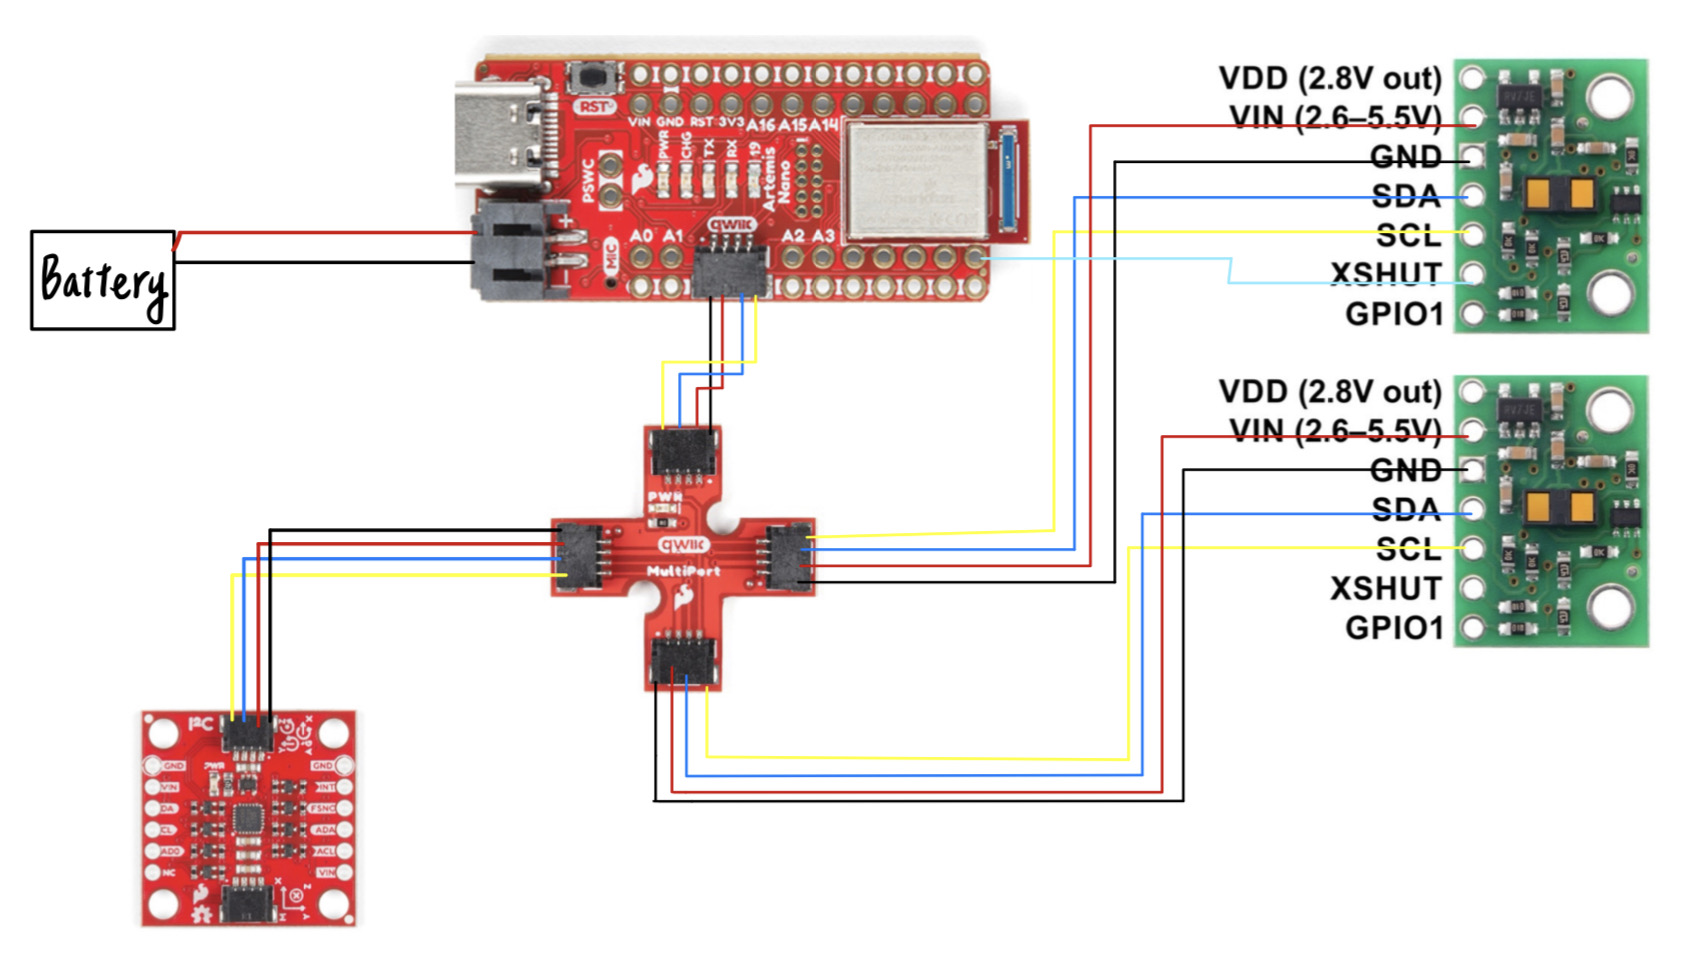 RST
VIN GND RST 3V3 A16 A15 A14
PWR
CHG
TX
RX
19
Artemis
Nano
PSWC
qwiic
A0 A1
A2 A3
MIC
+
Battery
VDD (2.8V out)
VIN (2.6–5.5V)
GND
SDA
SCL
XSHUT
GPIO1
VDD (2.8V out)
VIN (2.6–5.5V)
GND
SDA
SCL
XSHUT
GPIO1
PWR
qwiic
MultiPort
I²C
PWR
GND
VIN
DA
CL
AD0
NC
GND
INT
FSNC
ADA
ACL
VIN